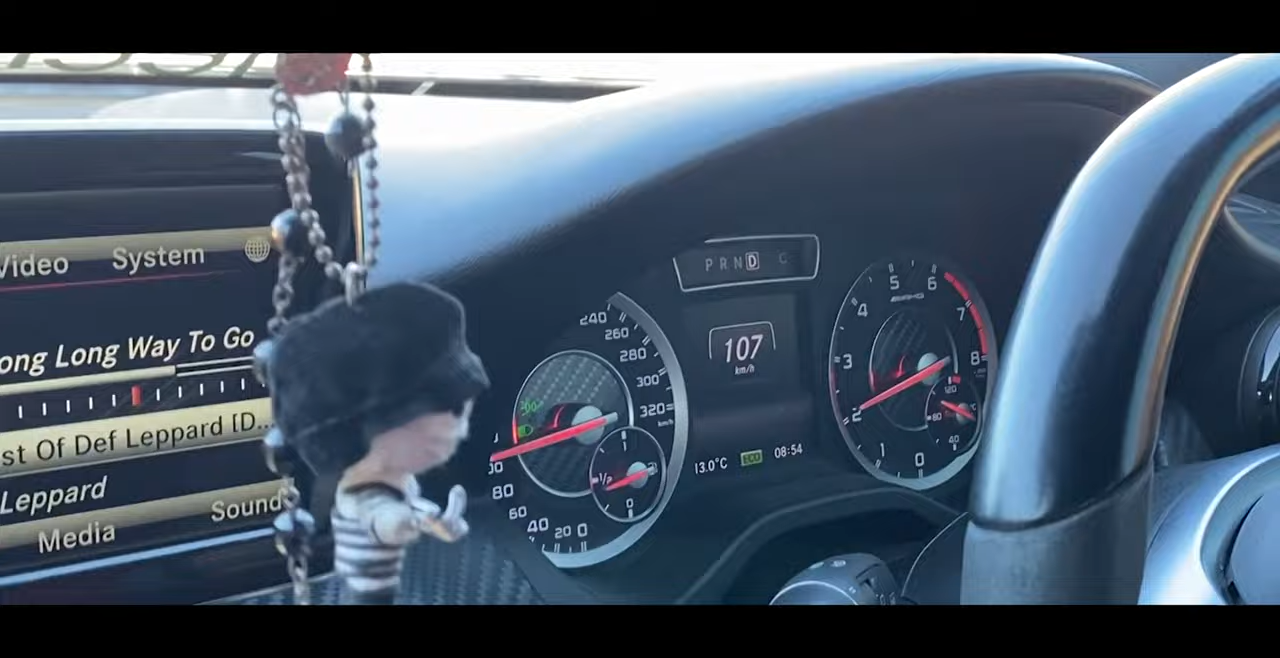 Video System
ong Long Way To Go
st Of Def Leppard [D...
Leppard
Sound
Media
P R N D C
107
km/h
13.0°C ECO 08:54
240
260
280
300
320
km/h
80
60
40
20
0
1/2
0
AMG
0
1
2
3
4
5
6
7
8
120
80
40
°C